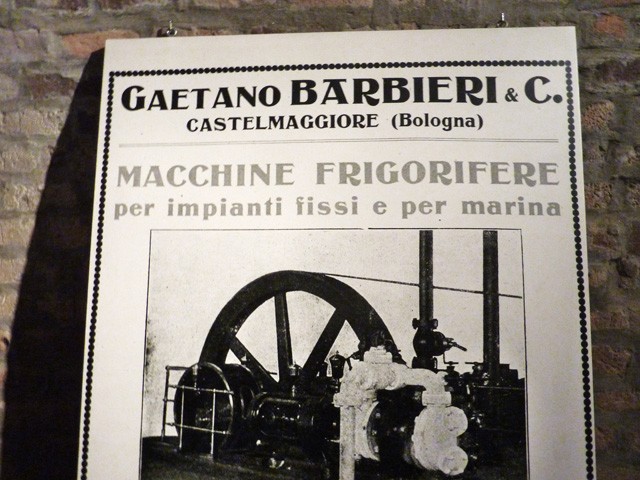 GAETANO BARBIERI & C.
CASTELMAGGIORE (Bologna)
MACCHINE FRIGORIFERE
per impianti fissi e per marina